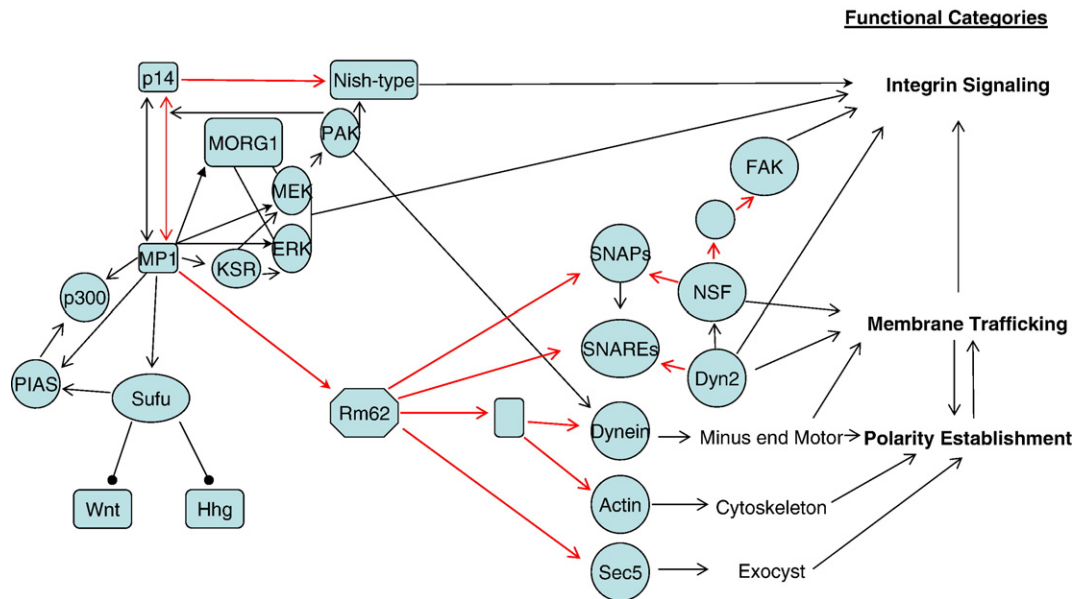 Functional Categories
p14
Nish-type
Integrin Signaling
PAK
MORG1
FAK
MEK
ERK
MP1
KSR
SNAPs
p300
NSF
Membrane Trafficking
SNAREs
Dyn2
PIAS
Sufu
Rm62
Dynein
Minus end Motor
Polarity Establishment
Wnt
Hhg
Actin
Cytoskeleton
Sec5
Exocyst